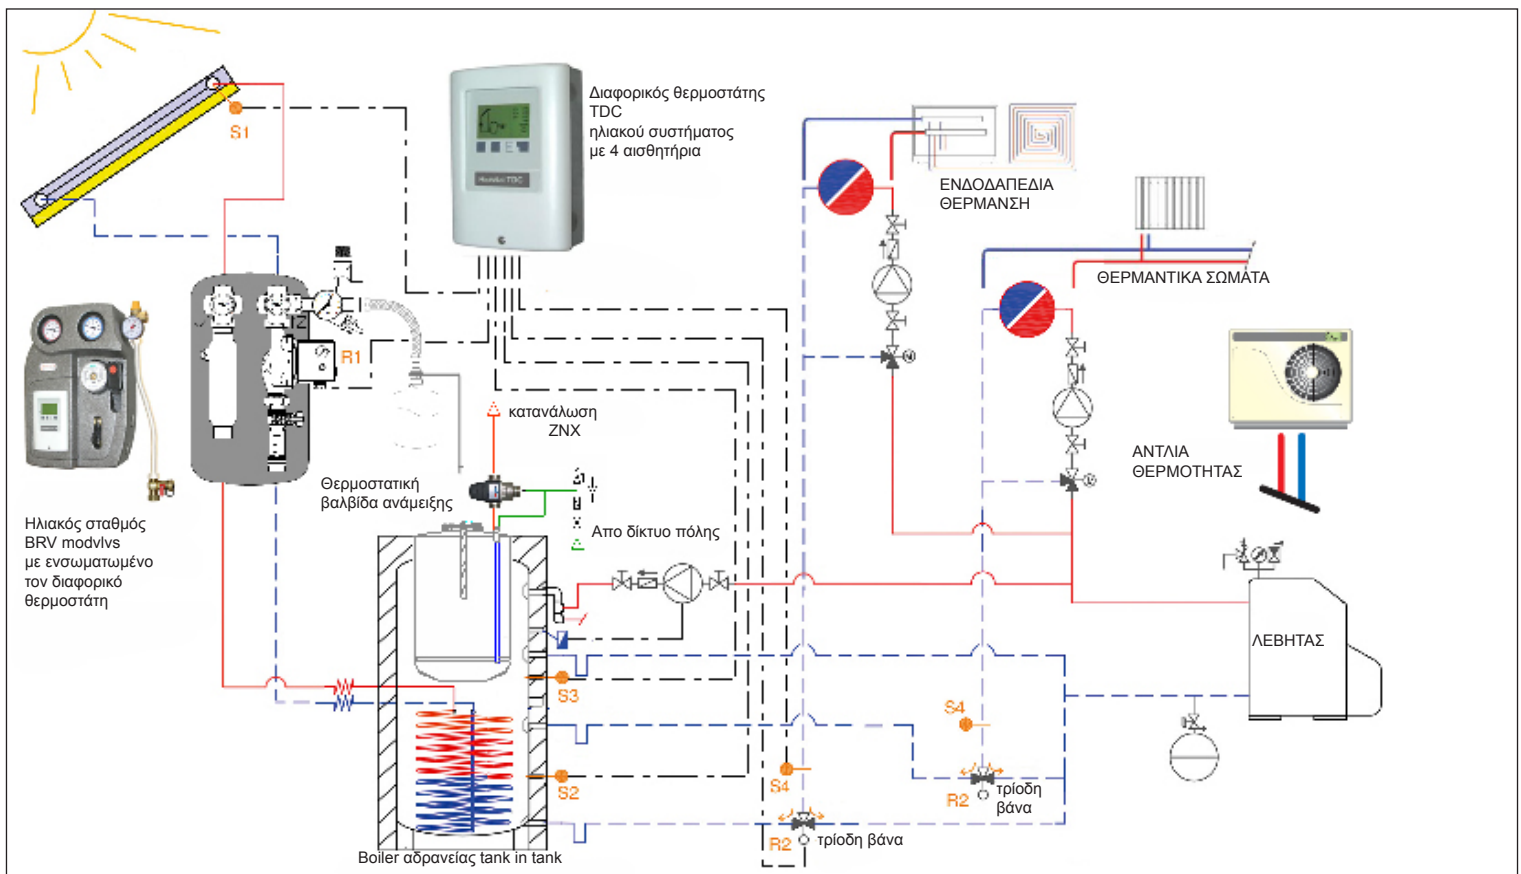 S1
Διαφορικός θερμοστάτης
TDC
ηλιακού συστήματος
με 4 αισθητήρια
TDC
ΕΝΔΟΔΑΠΕΔΙΑ
ΘΕΡΜΑΝΣΗ
ΘΕΡΜΑΝΤΙΚΑ ΣΩΜΑΤΑ
R1
κατανάλωση
ΖΝΧ
ΑΝΤΛΙΑ
ΘΕΡΜΟΤΗΤΑΣ
Θερμοστατική
βαλβίδα ανάμειξης
Απο δίκτυο πόλης
Ηλιακός σταθμός
BRV modvlvs
με ενσωματωμένο
τον διαφορικό
θερμοστάτη
ΛΕΒΗΤΑΣ
S3
S4
S2
S4
R2
τρίοδη
βάνα
R2
τρίοδη βάνα
Boiler αδρανείας tank in tank